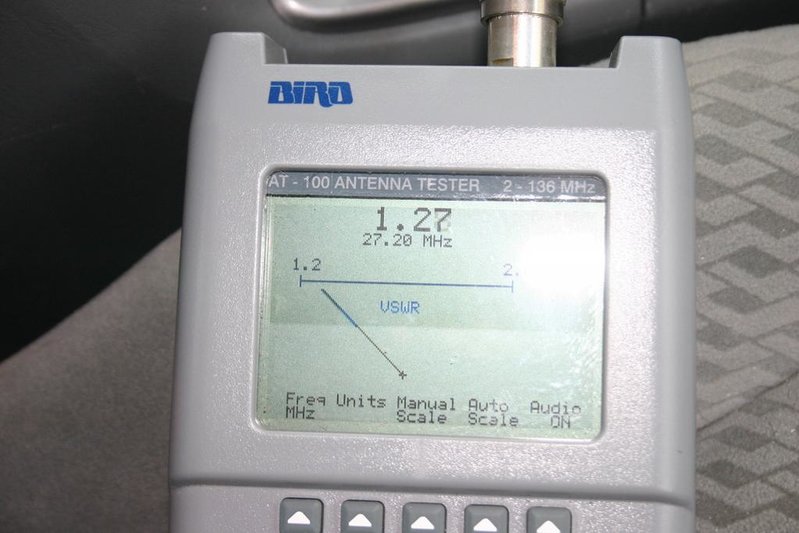 BIRD
AT - 100 ANTENNA TESTER 2 - 136 MHz
1.27
27.20 MHz
1.2 2.
VSWR
Freq Units Manual Auto Audio
MHz Scale Scale ON